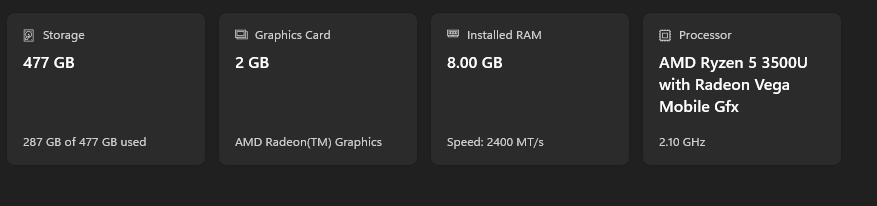 Storage
477 GB
287 GB of 477 GB used
Graphics Card
2 GB
AMD Radeon(TM) Graphics
Installed RAM
8.00 GB
Speed: 2400 MT/s
Processor
AMD Ryzen 5 3500U
with Radeon Vega
Mobile Gfx
2.10 GHz